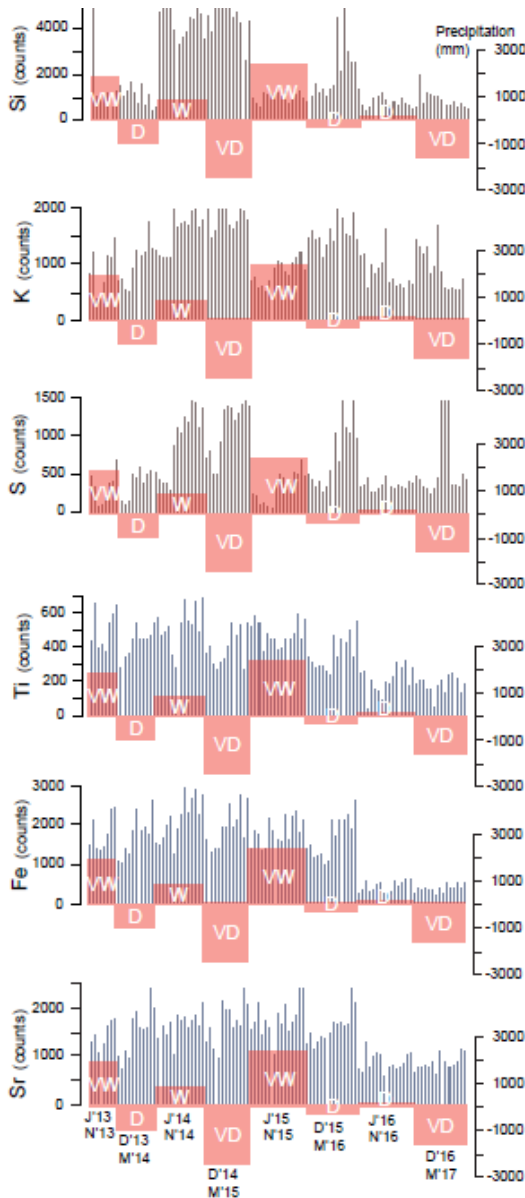 Precipitation
(mm)
Si (counts)
4000
2000
0
3000
1000
-1000
-3000
VW
D
W
VD
VW
D
D
VD
K (counts)
2000
1000
0
3000
1000
-1000
-3000
VW
D
W
VD
VW
D
D
VD
S (counts)
1500
1000
500
0
3000
1000
-1000
-3000
VW
D
W
VD
VW
D
D
VD
Ti (counts)
600
400
200
0
3000
1000
-1000
-3000
VW
D
W
VD
VW
D
D
VD
Fe (counts)
3000
2000
1000
0
3000
1000
-1000
-3000
VW
D
W
VD
VW
D
D
VD
Sr (counts)
2000
1000
0
3000
1000
-1000
-3000
VW
D
W
VD
VW
D
D
VD
J'13
N'13
D'13
M'14
J'14
N'14
D'14
M'15
J'15
N'15
D'15
M'16
J'16
N'16
D'16
M'17